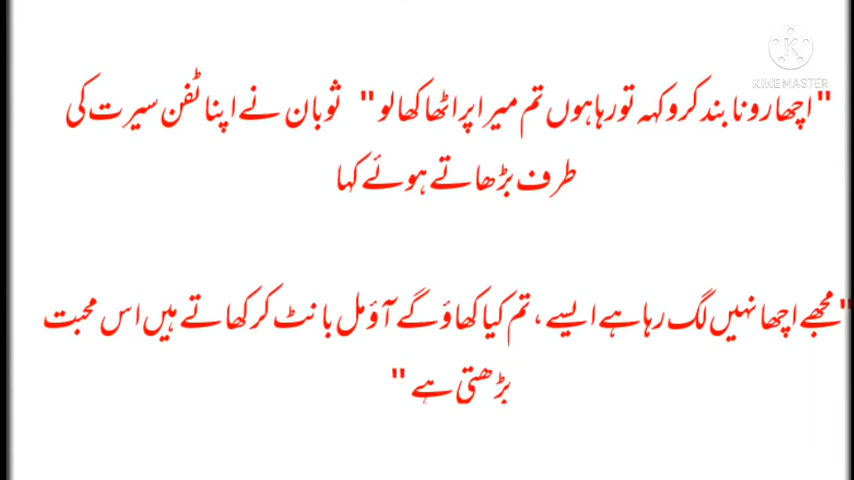 KINEMASTER
"اچھا رونا بند کرو کہہ تو رہا ہوں تم میرا پراٹھا کھا لو" ثوبان نے اپنا ٹفن سیرت کی
طرف بڑھاتے ہوئے کہا
"مجھے اچھا نہیں لگ رہا ہے ایسے، تم کیا کھاؤ گے آؤ مل بانٹ کر کھاتے ہیں اس محبت
بڑھتی ہے"